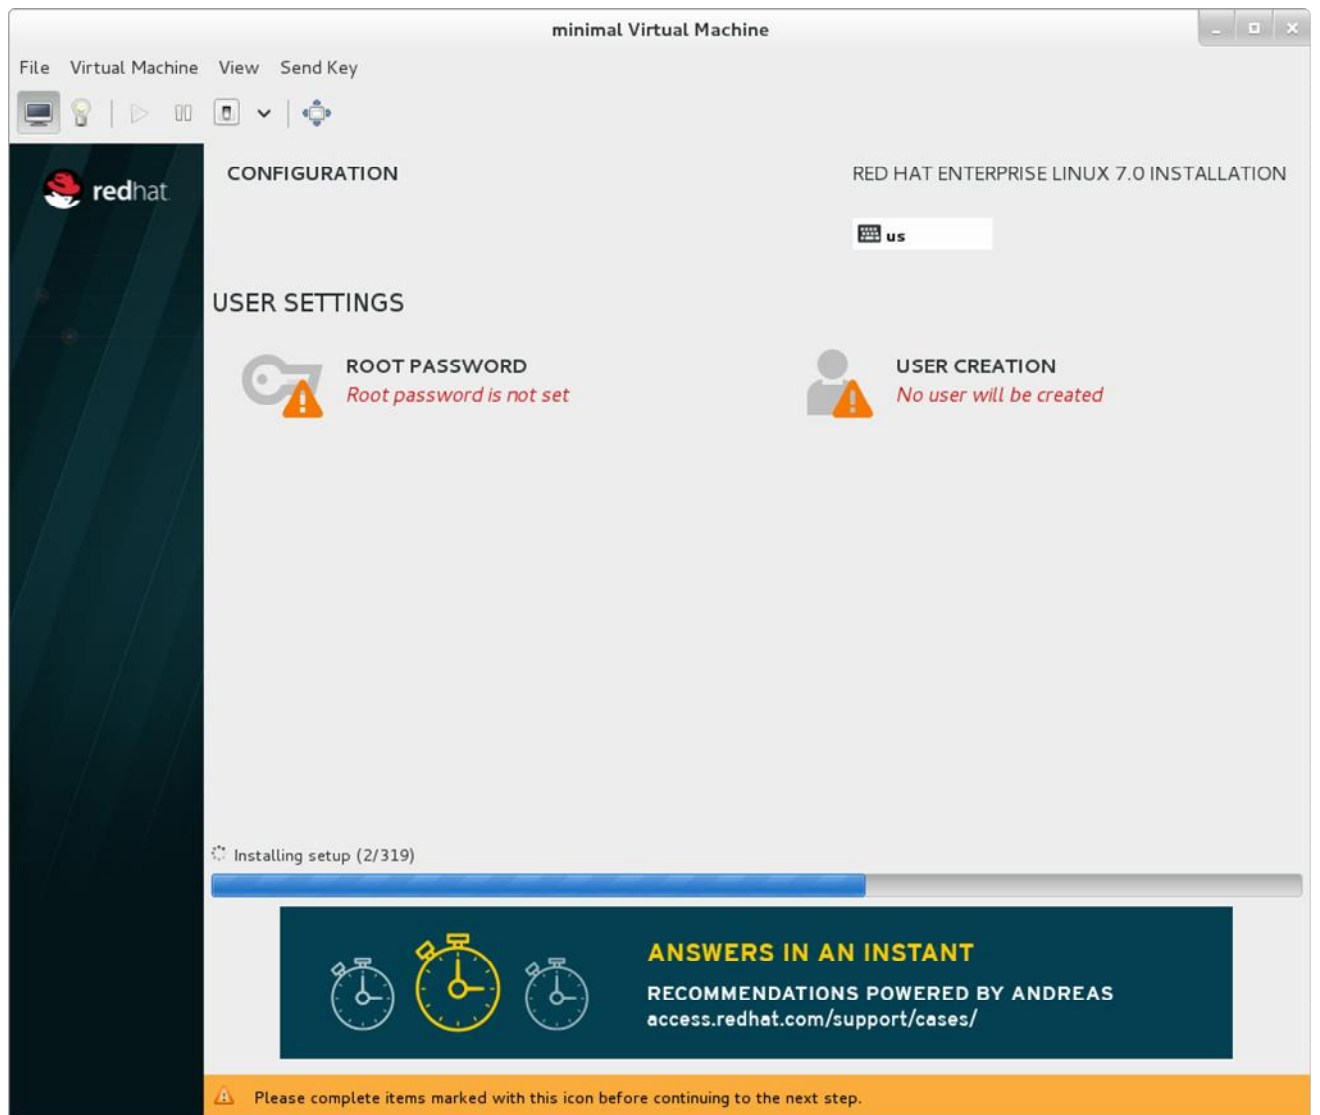 minimal Virtual Machine
File Virtual Machine View Send Key
redhat.
CONFIGURATION
RED HAT ENTERPRISE LINUX 7.0 INSTALLATION
us
USER SETTINGS
ROOT PASSWORD
Root password is not set
USER CREATION
No user will be created
Installing setup (2/319)
ANSWERS IN AN INSTANT
RECOMMENDATIONS POWERED BY ANDREAS
access.redhat.com/support/cases/
Please complete items marked with this icon before continuing to the next step.